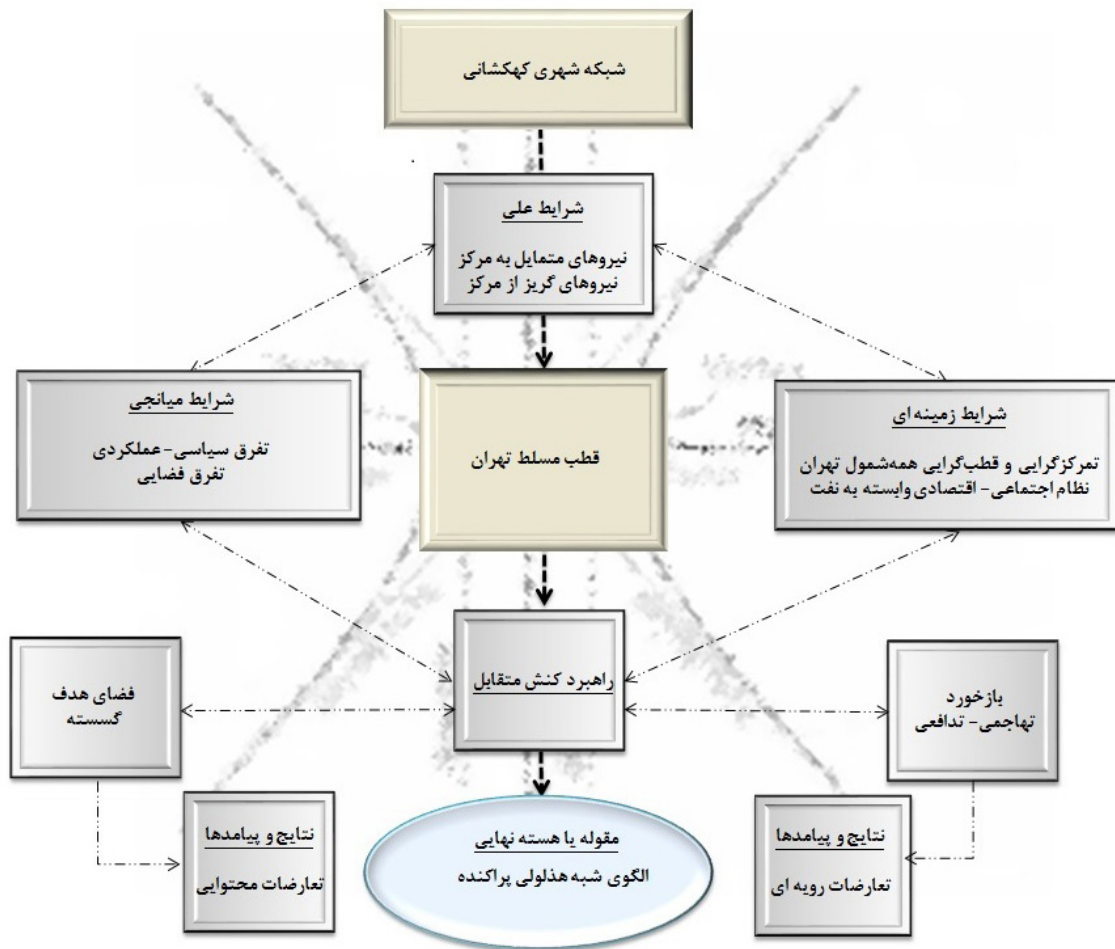 شبکه شهری کهکشانی
شرایط علی
نیروهای متمایل به مرکز
نیروهای گریز از مرکز
شرایط زمینه ای
تمرکزگرایی و قطب‌گرایی همه‌شمول تهران
نظام اجتماعی- اقتصادی وابسته به نفت
قطب مسلط تهران
شرایط میانجی
تفرق سیاسی-عملکردی
تفرق فضایی
راهبرد کنش متقابل
بازخورد
تهاجمی- تدافعی
فضای هدف
گسسته
نتایج و پیامدها
تعارضات رویه ای
مقوله یا هسته نهایی
الگوی شبه هذلولی پراکنده
نتایج و پیامدها
تعارضات محتوایی